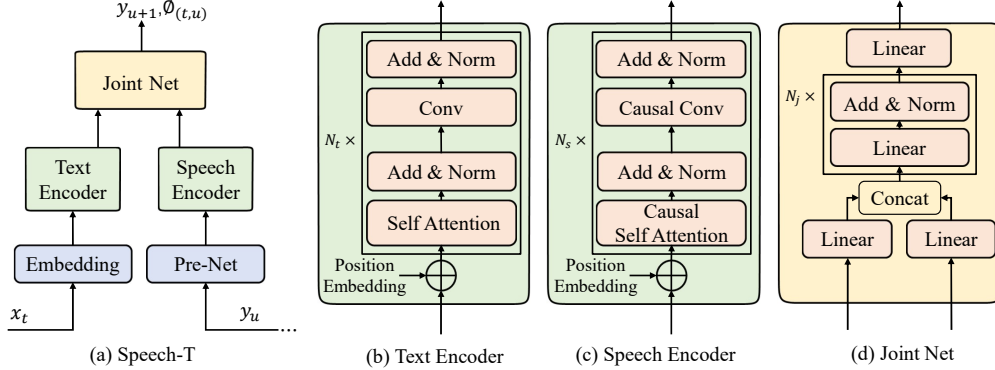 y_{u+1},∅_{(t,u)}
Joint Net
Text
Encoder
Speech
Encoder
Embedding
Pre-Net
x_t
y_u
...
(a) Speech-T
Add & Norm
Conv
N_t ×
Add & Norm
Self Attention
Position
Embedding
(b) Text Encoder
Add & Norm
Causal Conv
N_s ×
Add & Norm
Causal
Self Attention
Position
Embedding
(c) Speech Encoder
Linear
N_j ×
Add & Norm
Linear
Concat
Linear
Linear
(d) Joint Net